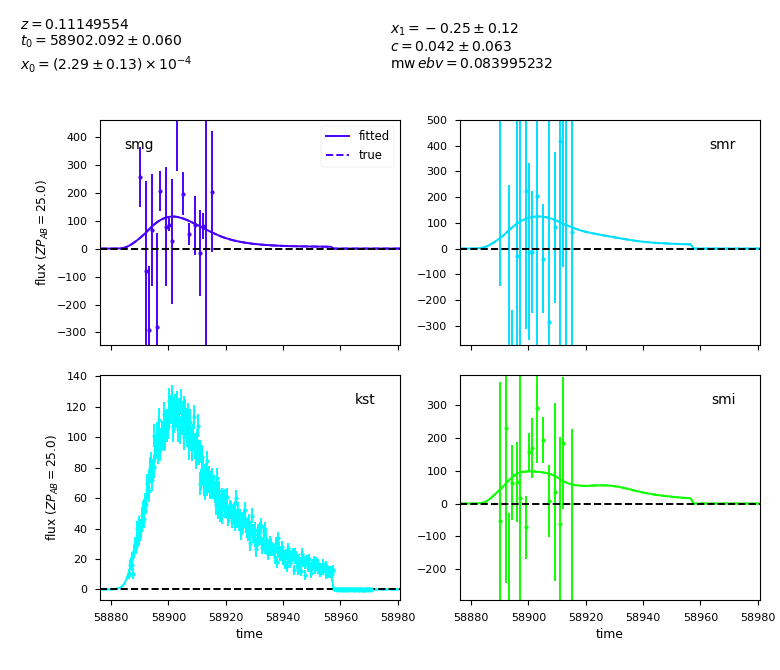 z = 0.11149554
t₀ = 58902.092 ± 0.060
x₀ = (2.29 ± 0.13) × 10⁻⁴
x₁ = −0.25 ± 0.12
c = 0.042 ± 0.063
mw ebv = 0.083995232
smg
fitted
true
400
300
200
100
0
−100
−200
−300
flux (ZP_AB = 25.0)
smr
500
400
300
200
100
0
−100
−200
−300
kst
140
120
100
80
60
40
20
0
flux (ZP_AB = 25.0)
58880 58900 58920 58940 58960 58980
time
smi
300
200
100
0
−100
−200
58880 58900 58920 58940 58960 58980
time